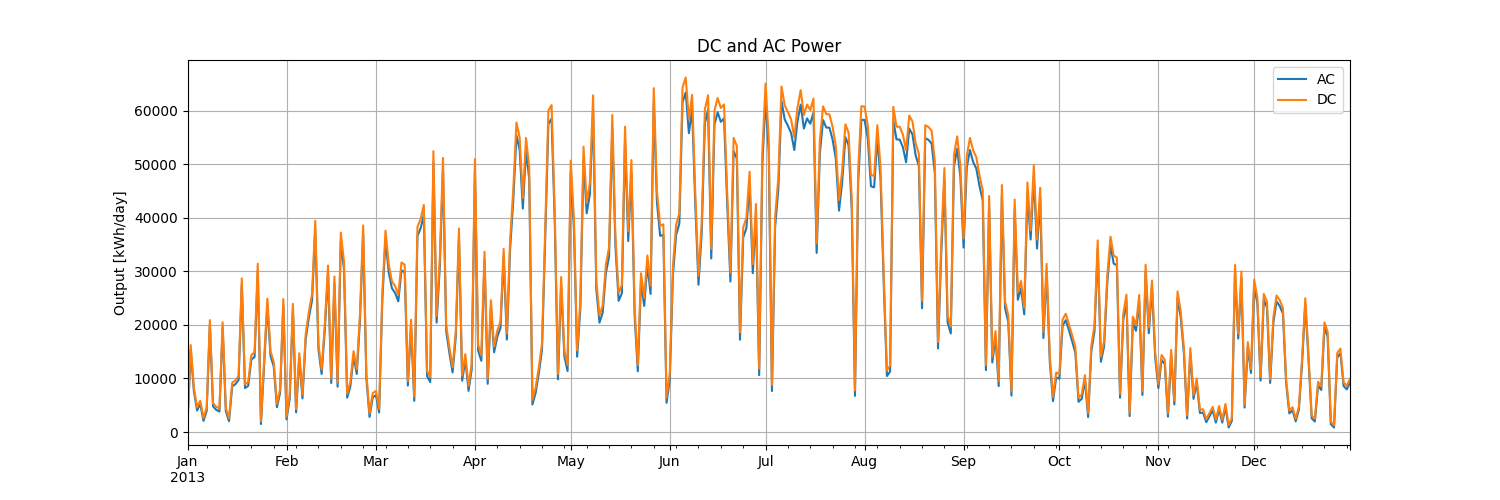 DC and AC Power
Output [kWh/day]
60000
50000
40000
30000
20000
10000
0
AC
DC
Jan Feb Mar Apr May Jun Jul Aug Sep Oct Nov Dec
2013